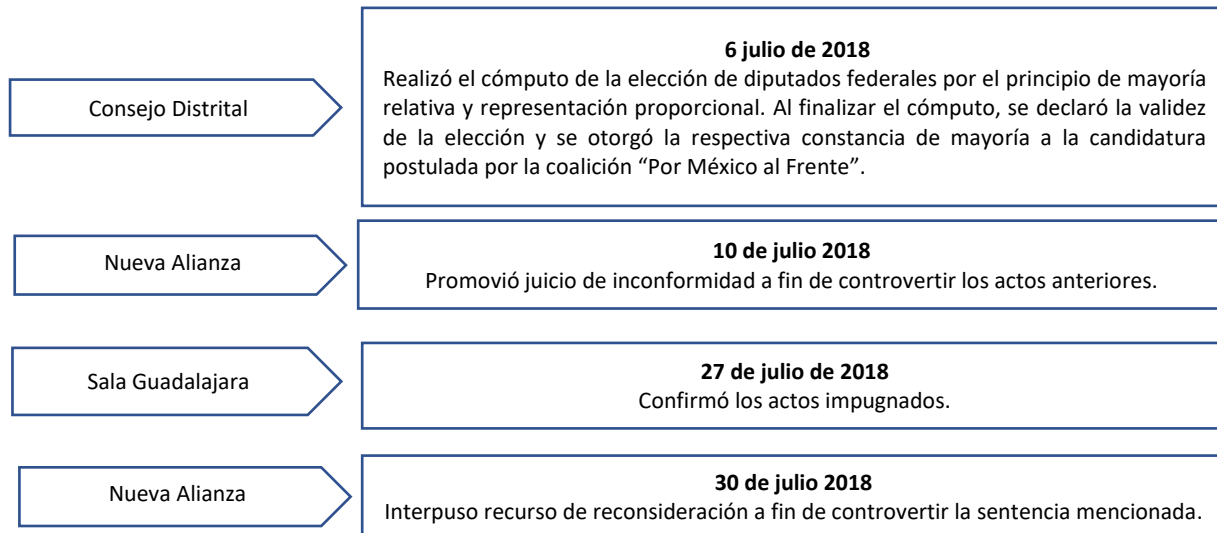 Consejo Distrital
6 julio de 2018
Realizó el cómputo de la elección de diputados federales por el principio de mayoría
relativa y representación proporcional. Al finalizar el cómputo, se declaró la validez
de la elección y se otorgó la respectiva constancia de mayoría a la candidatura
postulada por la coalición “Por México al Frente”.
Nueva Alianza
10 de julio 2018
Promovió juicio de inconformidad a fin de controvertir los actos anteriores.
Sala Guadalajara
27 de julio de 2018
Confirmó los actos impugnados.
Nueva Alianza
30 de julio 2018
Interpuso recurso de reconsideración a fin de controvertir la sentencia mencionada.